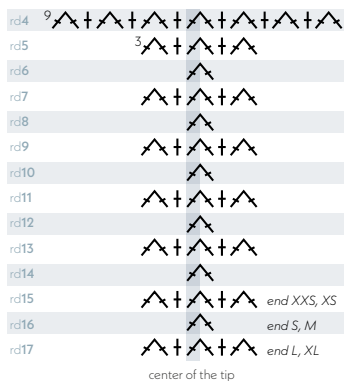 rd4 9
rd5 3
rd6
rd7
rd8
rd9
rd10
rd11
rd12
rd13
rd14
rd15 end XXS, XS
rd16 end S, M
rd17 end L, XL
center of the tip